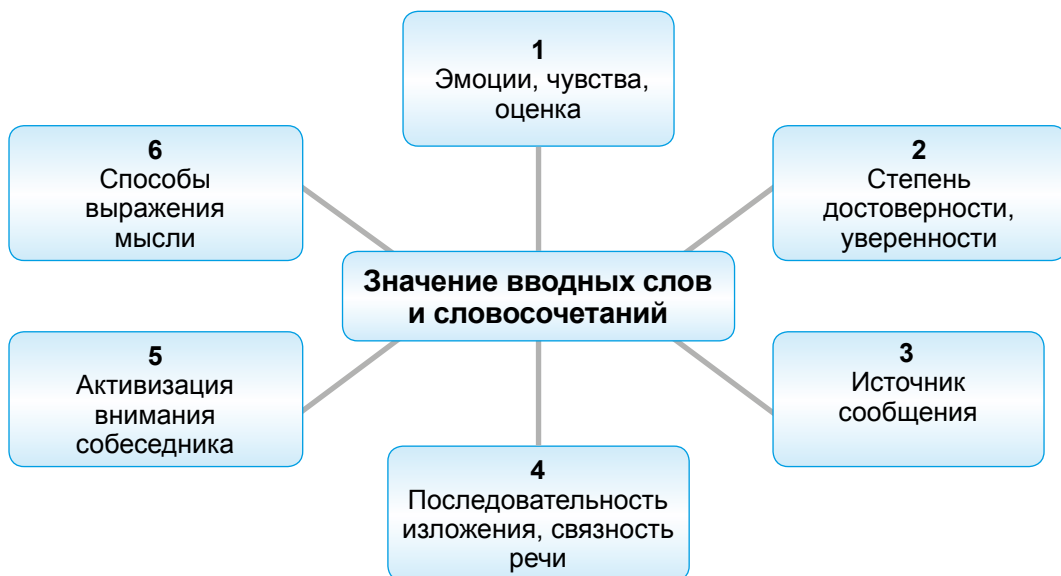 1
Эмоции, чувства,
оценка
6
Способы
выражения
мысли
2
Степень
достоверности,
уверенности
Значение вводных слов
и словосочетаний
5
Активизация
внимания
собеседника
3
Источник
сообщения
4
Последовательность
изложения, связность
речи